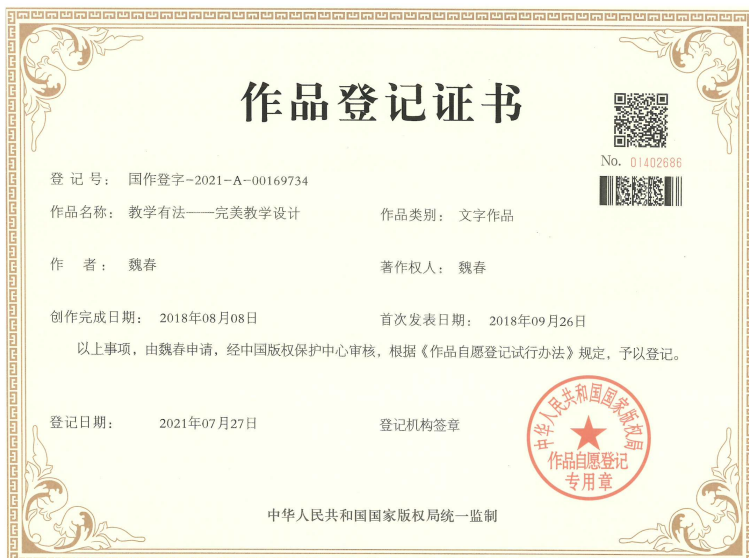 作品登记证书
No. 01402686
登 记 号： 国作登字-2021-A-00169734
作品名称： 教学有法——完美教学设计
作品类别： 文字作品
作 者： 魏春
著作权人： 魏春
创作完成日期： 2018年08月08日
首次发表日期： 2018年09月26日
以上事项，由魏春申请，经中国版权保护中心审核，根据《作品自愿登记试行办法》规定，予以登记。
登记日期： 2021年07月27日
登记机构签章
中华人民共和国国家版权局
作品自愿登记
专用章
中华人民共和国国家版权局统一监制